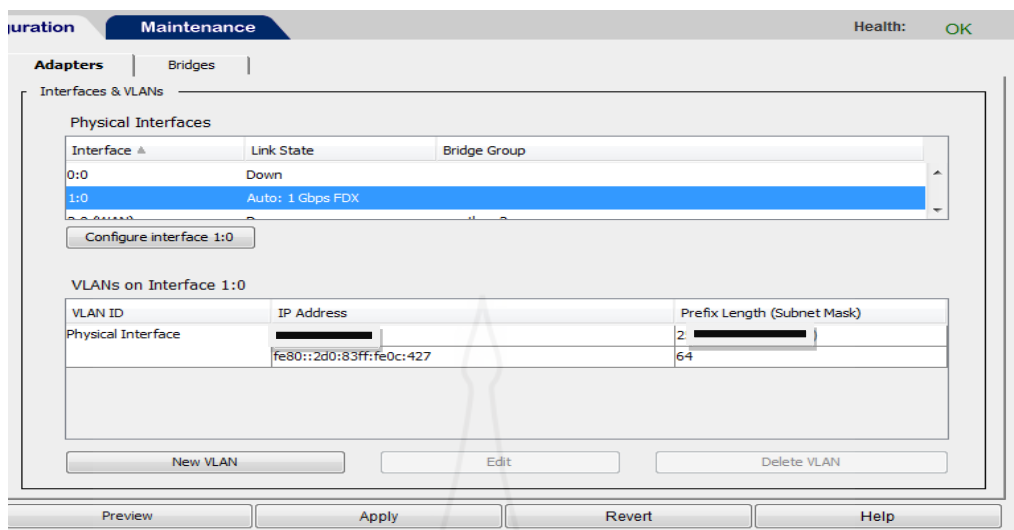 uration Maintenance Health: OK
Adapters Bridges
Interfaces & VLANs
Physical Interfaces
Interface Link State Bridge Group
0:0 Down
1:0 Auto: 1 Gbps FDX
Configure interface 1:0
VLANs on Interface 1:0
VLAN ID IP Address Prefix Length (Subnet Mask)
Physical Interface 2
fe80::2d0:83ff:fe0c:427 64
New VLAN Edit Delete VLAN
Preview Apply Revert Help